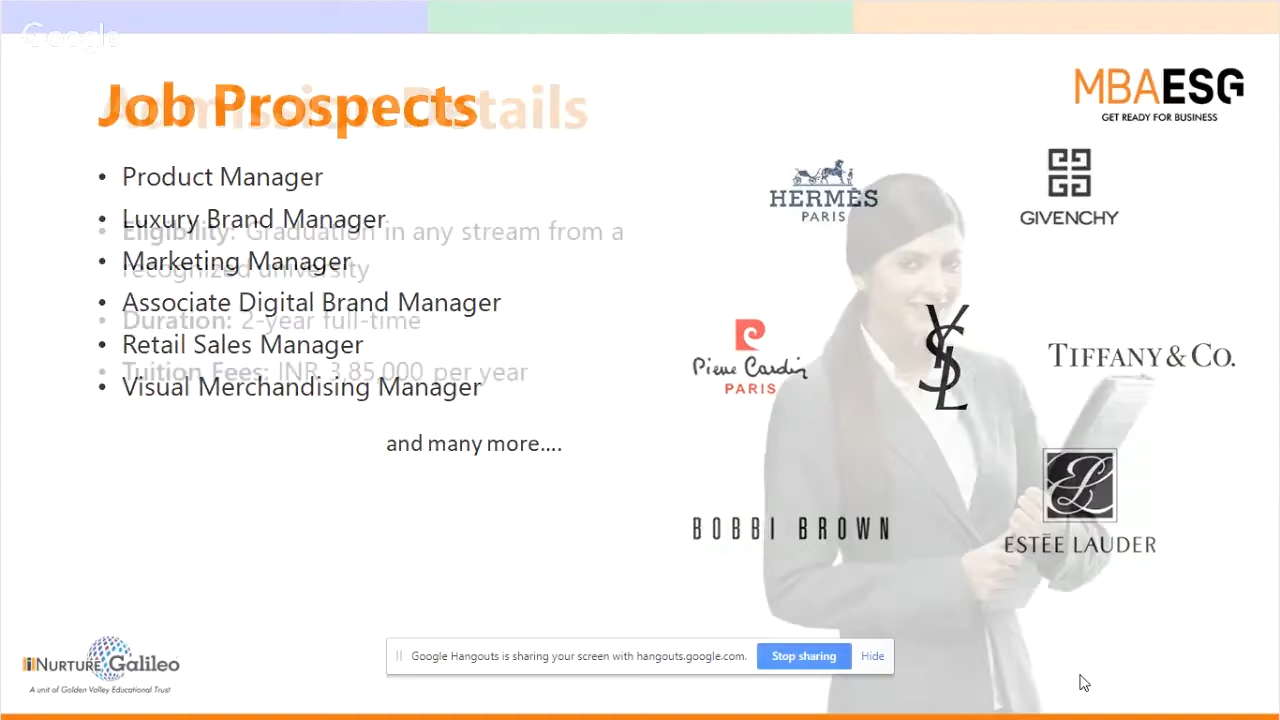 Google
Job Prospects
Admission Details
MBAESG
GET READY FOR BUSINESS
• Product Manager
• Luxury Brand Manager
• Eligibility: Graduation in any stream from a
recognized university
• Marketing Manager
• Associate Digital Brand Manager
• Duration: 2-year full-time
• Retail Sales Manager
• Tuition Fees: INR 3,85,000 per year
• Visual Merchandising Manager
and many more....
HERMÈS
PARIS
GIVENCHY
Pierre Cardin
PARIS
YSL
TIFFANY & CO.
BOBBI BROWN
EL
ESTĒE LAUDER
iNURTURE Galileo
A unit of Golden Valley Educational Trust
Google Hangouts is sharing your screen with hangouts.google.com.
Stop sharing
Hide